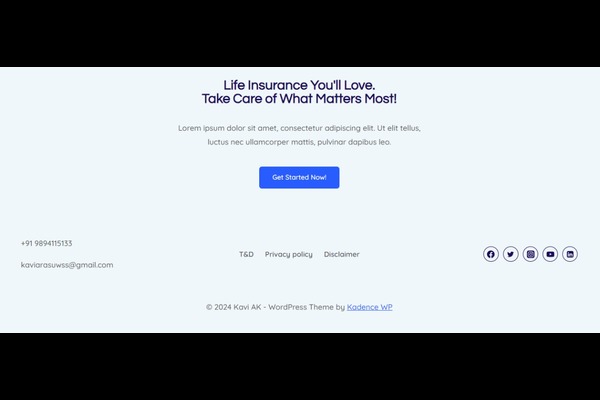 Life Insurance You'll Love.
Take Care of What Matters Most!
Lorem ipsum dolor sit amet, consectetur adipiscing elit. Ut elit tellus,
luctus nec ullamcorper mattis, pulvinar dapibus leo.
Get Started Now!
+91 9894115133
kaviarasuwss@gmail.com
T&D Privacy policy Disclaimer
© 2024 Kavi AK - WordPress Theme by Kadence WP